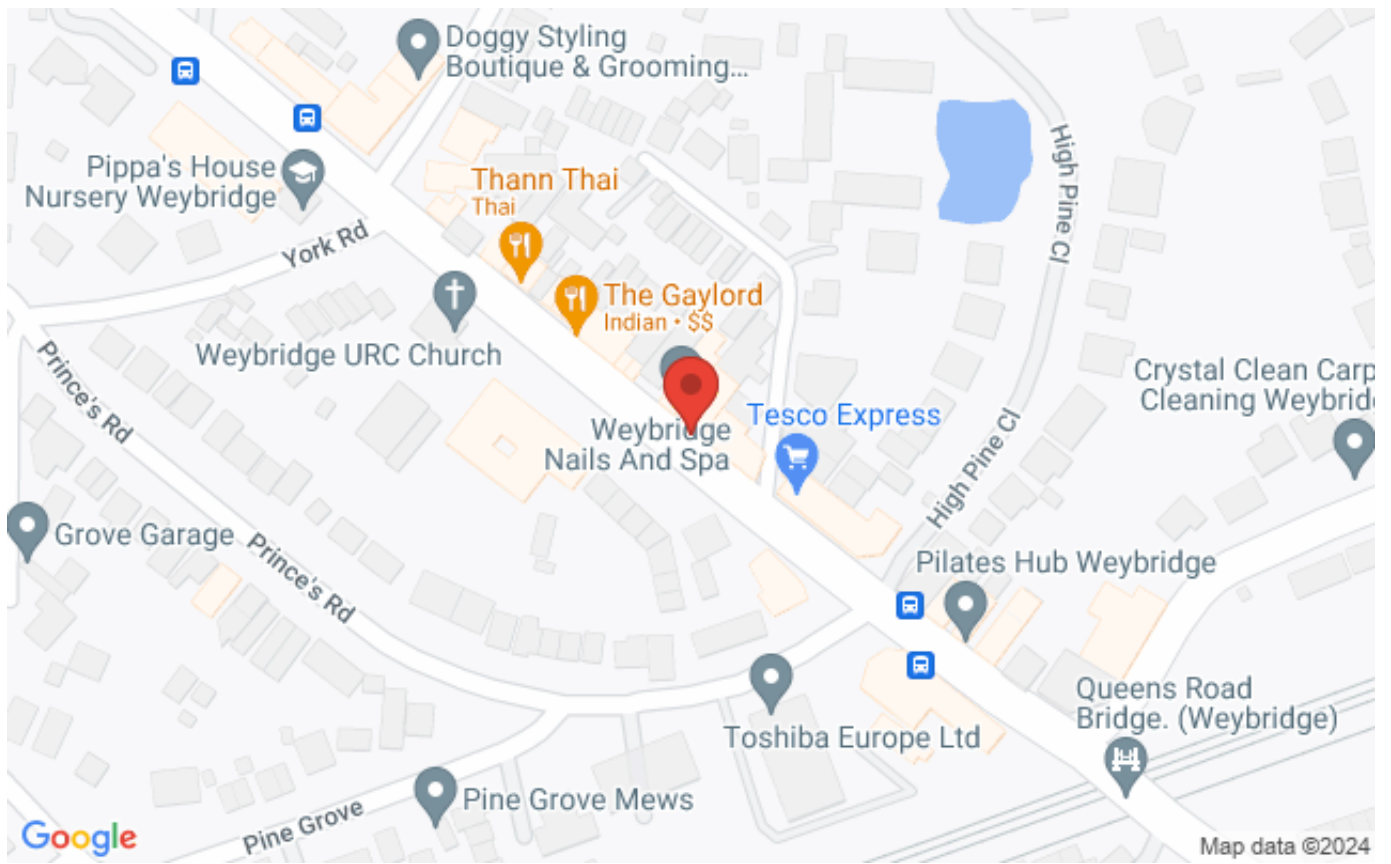 Doggy Styling
Boutique & Grooming...
Pippa's House
Nursery Weybridge
High Pine Cl
Thann Thai
Thai
York Rd
The Gaylord
Indian • $$
Weybridge URC Church
Prince's Rd
Crystal Clean Carp
Cleaning Weybridge
Tesco Express
Weybridge
Nails And Spa
High Pine Cl
Grove Garage
Prince's Rd
Pilates Hub Weybridge
Queens Road
Bridge. (Weybridge)
Toshiba Europe Ltd
Pine Grove Mews
Pine Grove
Google
Map data ©2024